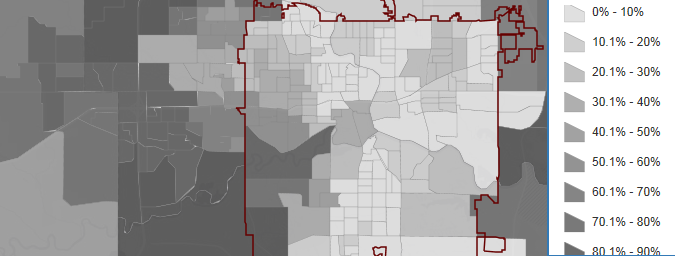 0% - 10%
10.1% - 20%
20.1% - 30%
30.1% - 40%
40.1% - 50%
50.1% - 60%
60.1% - 70%
70.1% - 80%
80.1% - 90%